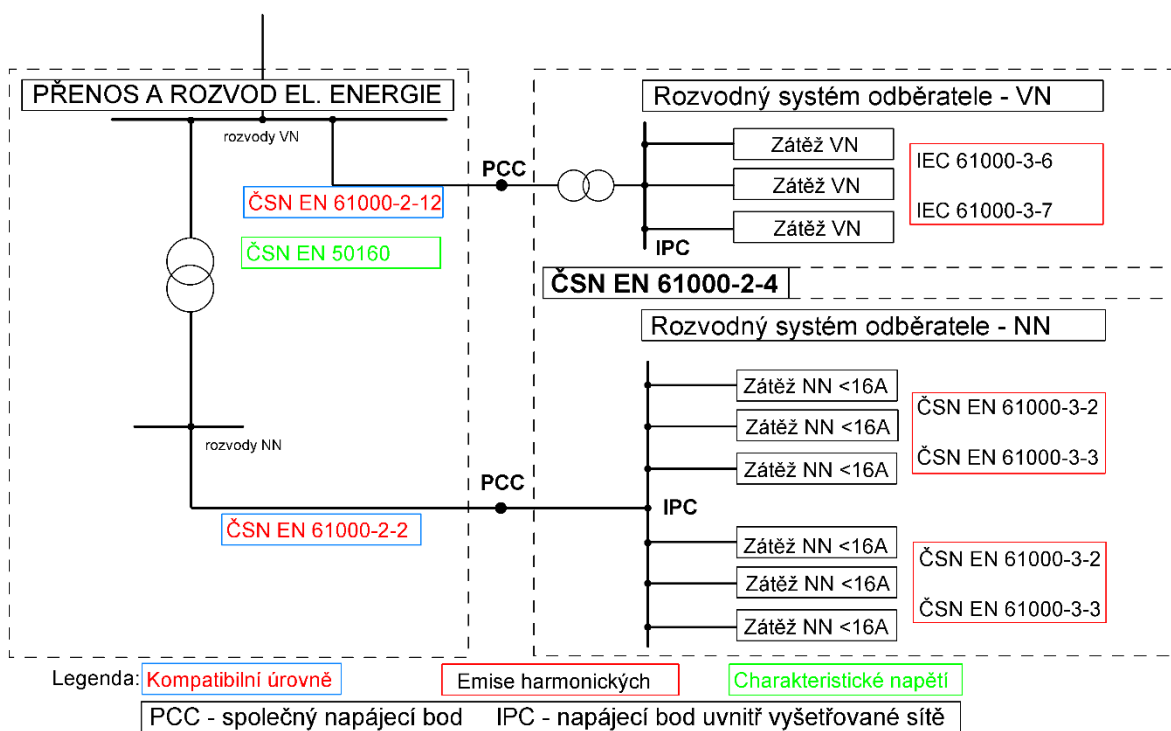 PŘENOS A ROZVOD EL. ENERGIE
rozvody VN
ČSN EN 61000-2-12
ČSN EN 50160
PCC
Rozvodný systém odběratele - VN
Zátěž VN
Zátěž VN
Zátěž VN
IEC 61000-3-6
IEC 61000-3-7
IPC
ČSN EN 61000-2-4
Rozvodný systém odběratele - NN
Zátěž NN <16A
Zátěž NN <16A
Zátěž NN <16A
ČSN EN 61000-3-2
ČSN EN 61000-3-3
rozvody NN
PCC
IPC
ČSN EN 61000-2-2
Zátěž NN <16A
Zátěž NN <16A
Zátěž NN <16A
ČSN EN 61000-3-2
ČSN EN 61000-3-3
Legenda: Kompatibilní úrovně Emise harmonických Charakteristické napětí
PCC - společný napájecí bod IPC - napájecí bod uvnitř vyšetřované sítě